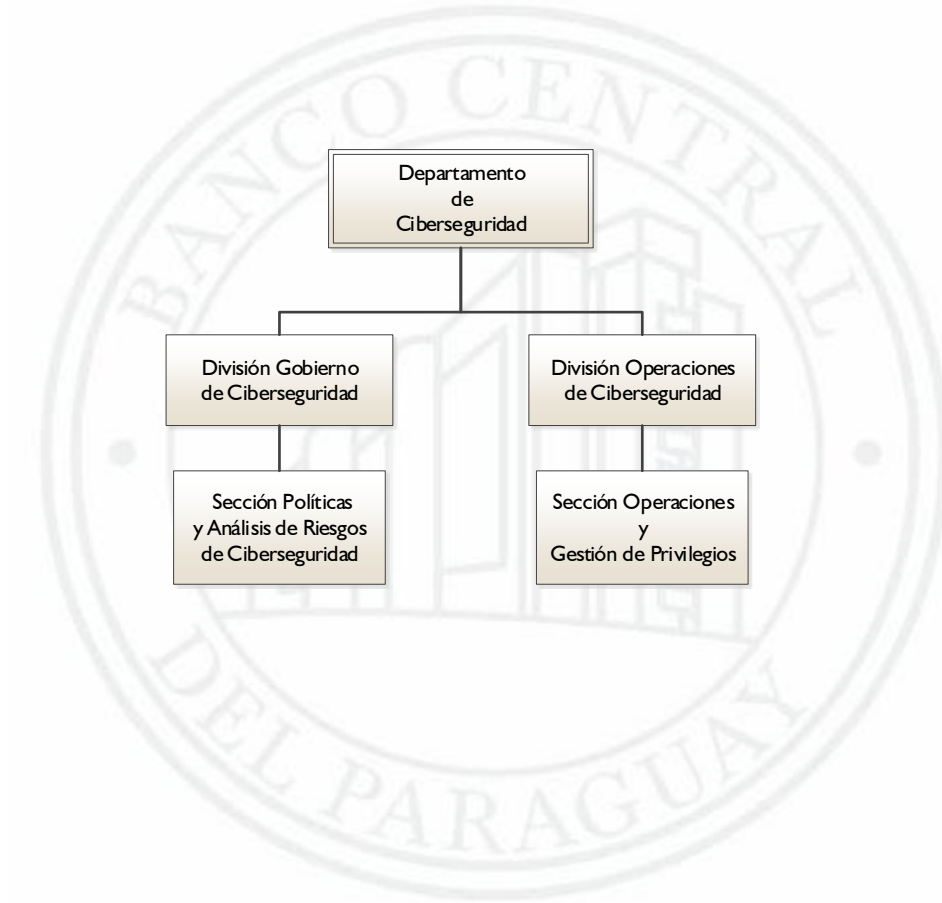 BANCO CENTRAL
Departamento
de
Ciberseguridad
División Gobierno
de Ciberseguridad
División Operaciones
de Ciberseguridad
Sección Políticas
y Análisis de Riesgos
de Ciberseguridad
Sección Operaciones
y
Gestión de Privilegios
DEL PARAGUAY